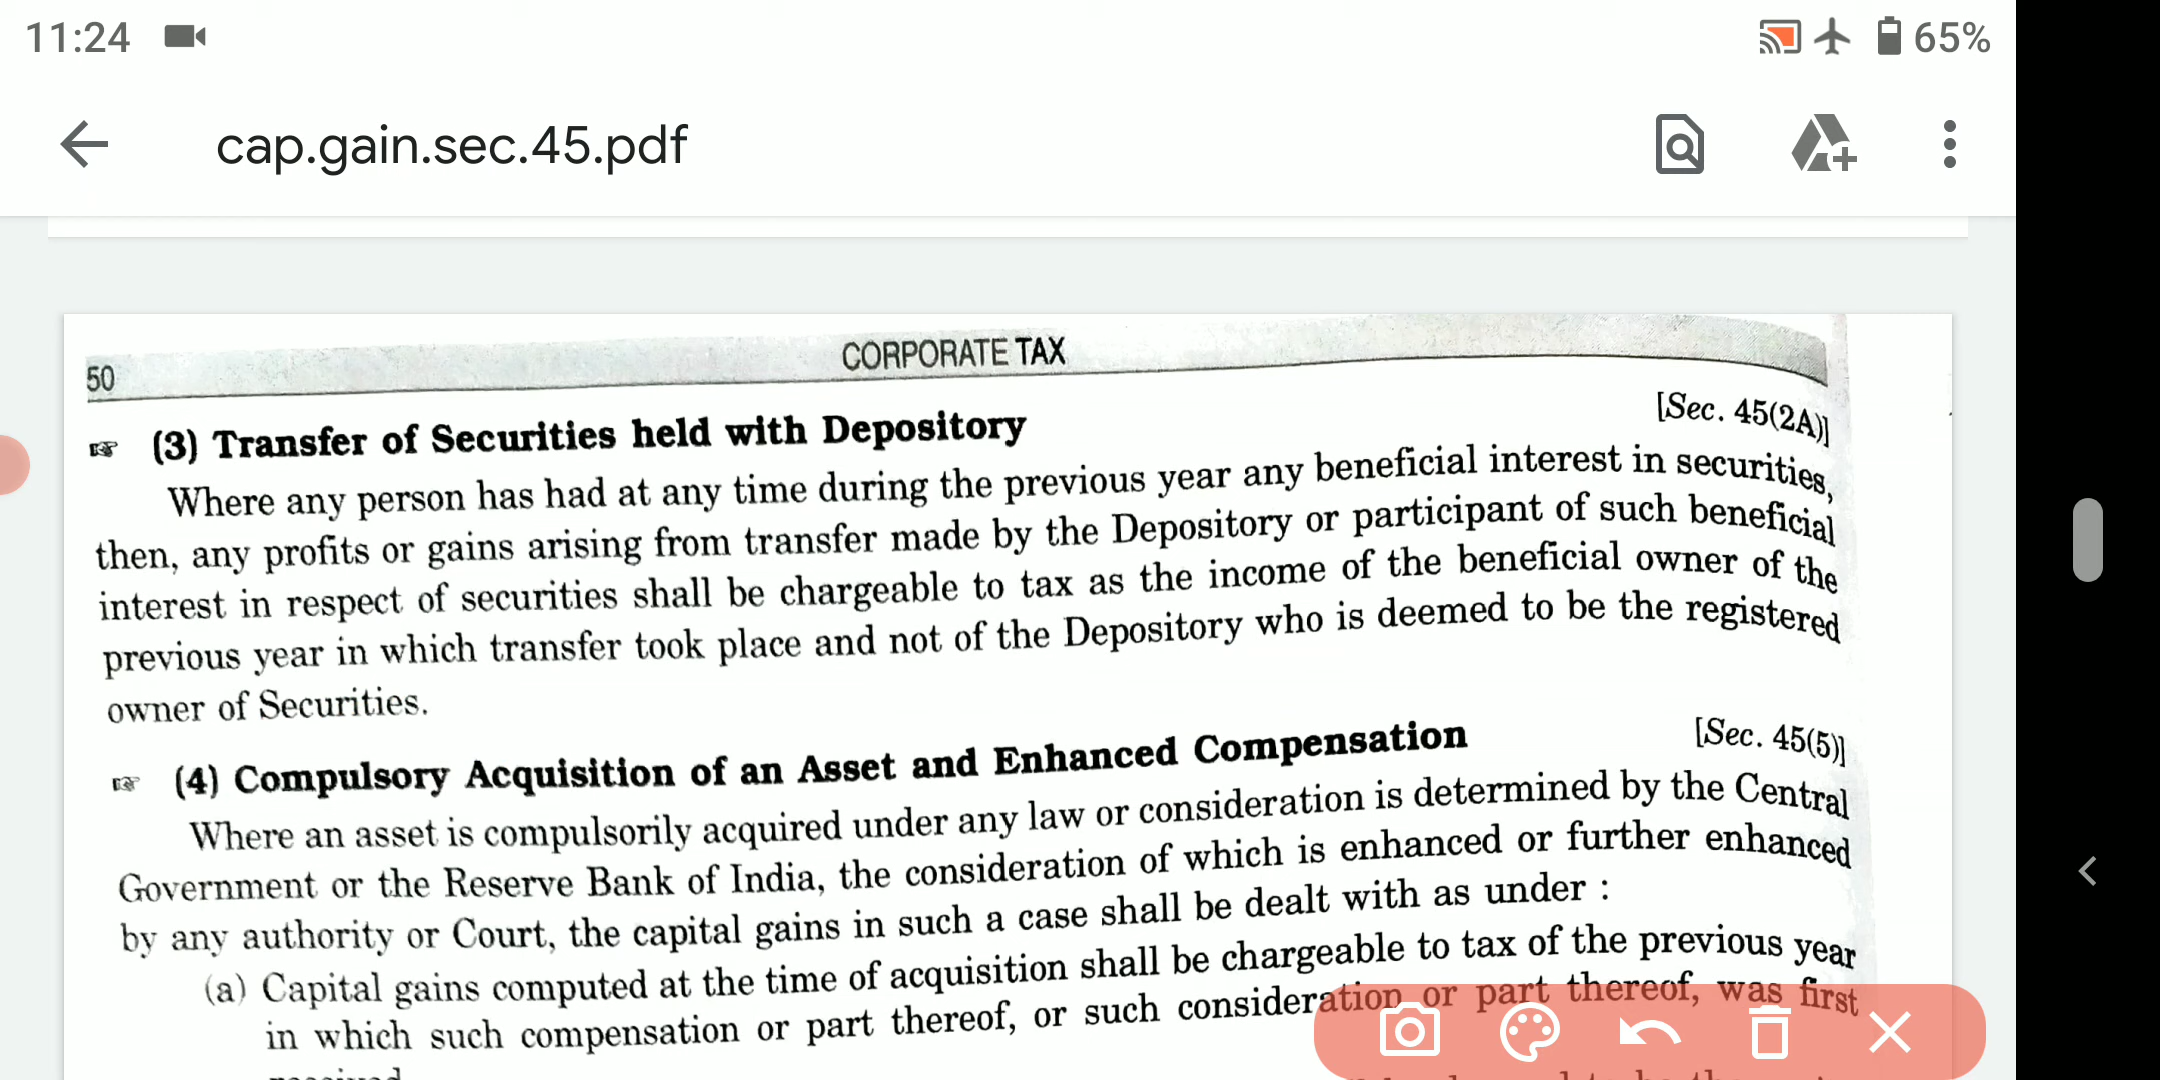 11:24
65%
cap.gain.sec.45.pdf
50
CORPORATE TAX
(3) Transfer of Securities held with Depository
[Sec. 45(2A)]
Where any person has had at any time during the previous year any beneficial interest in securities,
then, any profits or gains arising from transfer made by the Depository or participant of such beneficial
interest in respect of securities shall be chargeable to tax as the income of the beneficial owner of the
previous year in which transfer took place and not of the Depository who is deemed to be the registered
owner of Securities.
(4) Compulsory Acquisition of an Asset and Enhanced Compensation
[Sec. 45(5)]
Where an asset is compulsorily acquired under any law or consideration is determined by the Central
Government or the Reserve Bank of India, the consideration of which is enhanced or further enhanced
by any authority or Court, the capital gains in such a case shall be dealt with as under :
(a) Capital gains computed at the time of acquisition shall be chargeable to tax of the previous year
in which such compensation or part thereof, or such consideration or part thereof, was first
received